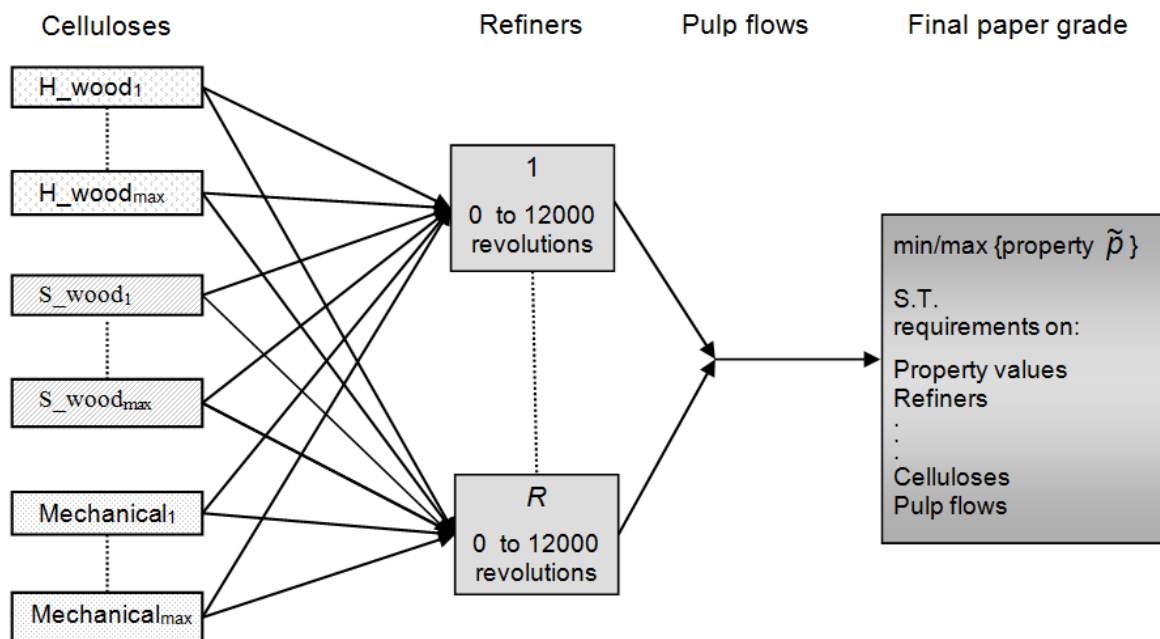 Celluloses
Refiners
Pulp flows
Final paper grade
H_wood₁
H_woodmax
S_wood₁
S_woodmax
Mechanical₁
Mechanicalmax
1
0 to 12000
revolutions
R
0 to 12000
revolutions
min/max {property p̃ }
S.T.
requirements on:
Property values
Refiners
:
.
Celluloses
Pulp flows